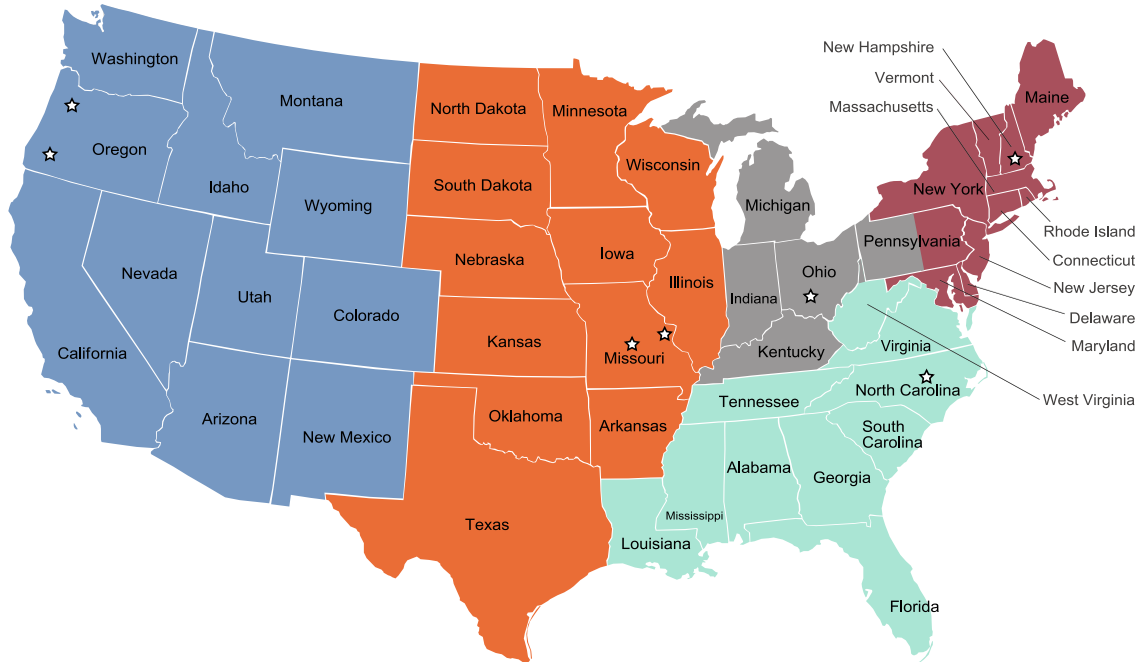 New Hampshire
Vermont
Massachusetts
Washington
Montana
North Dakota
Minnesota
Maine
Oregon
Idaho
Wyoming
South Dakota
Wisconsin
Michigan
New York
Rhode Island
Connecticut
New Jersey
Delaware
Maryland
West Virginia
Nevada
Utah
Colorado
Nebraska
Iowa
Illinois
Indiana
Ohio
Pennsylvania
California
Kansas
Missouri
Kentucky
Virginia
Arizona
New Mexico
Oklahoma
Arkansas
Tennessee
North Carolina
South
Carolina
Texas
Louisiana
Mississippi
Alabama
Georgia
Florida